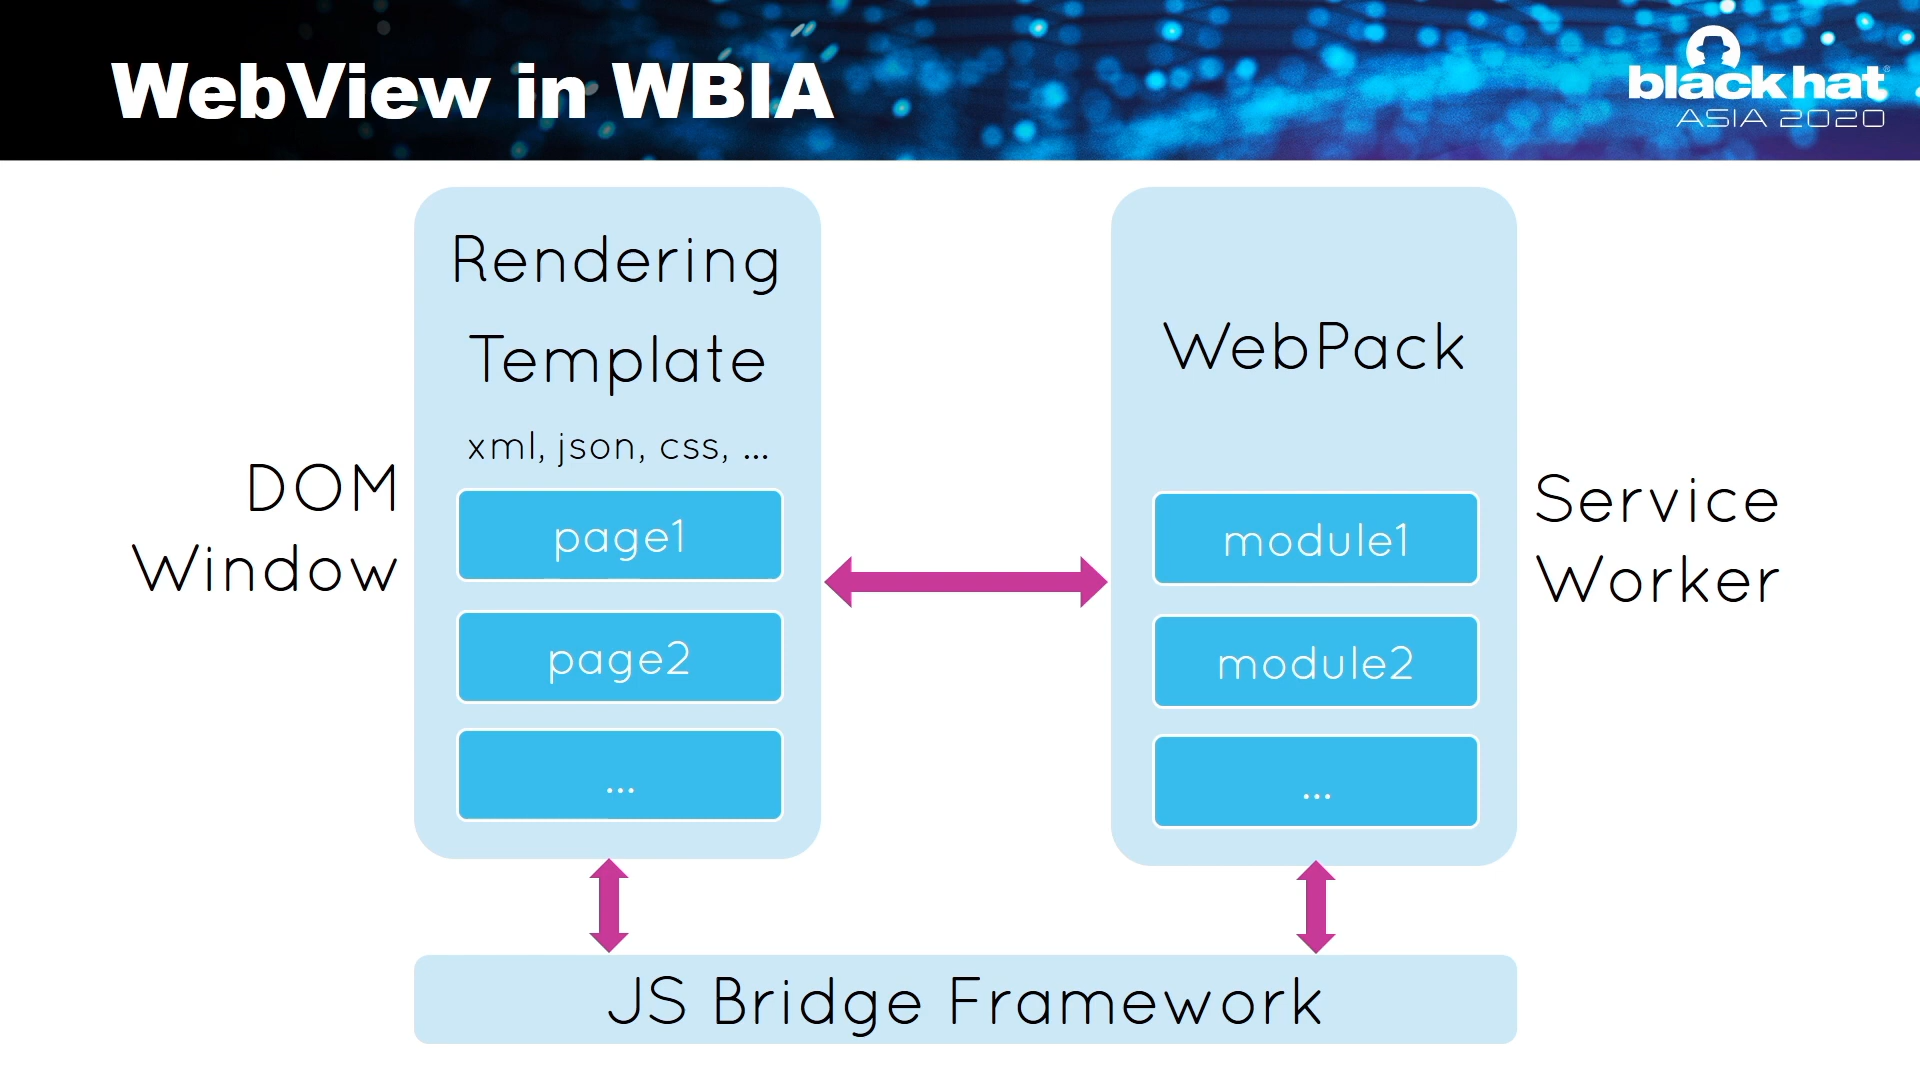 WebView in WBIA
black hat®
ASIA 2020
Rendering
Template
xml, json, css, ...
DOM
Window
page1
page2
...
WebPack
module1
module2
...
Service
Worker
JS Bridge Framework